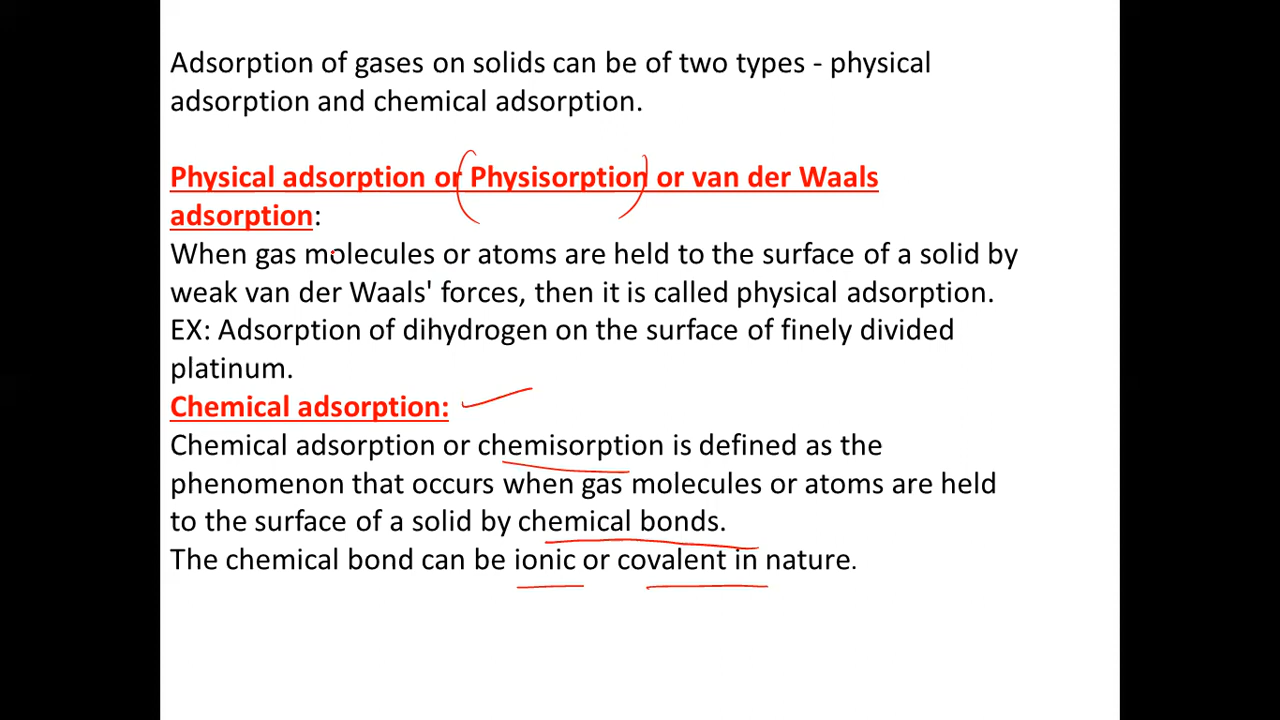 Adsorption of gases on solids can be of two types - physical
adsorption and chemical adsorption.
Physical adsorption or Physisorption or van der Waals
adsorption:
When gas molecules or atoms are held to the surface of a solid by
weak van der Waals' forces, then it is called physical adsorption.
EX: Adsorption of dihydrogen on the surface of finely divided
platinum.
Chemical adsorption:
Chemical adsorption or chemisorption is defined as the
phenomenon that occurs when gas molecules or atoms are held
to the surface of a solid by chemical bonds.
The chemical bond can be ionic or covalent in nature.